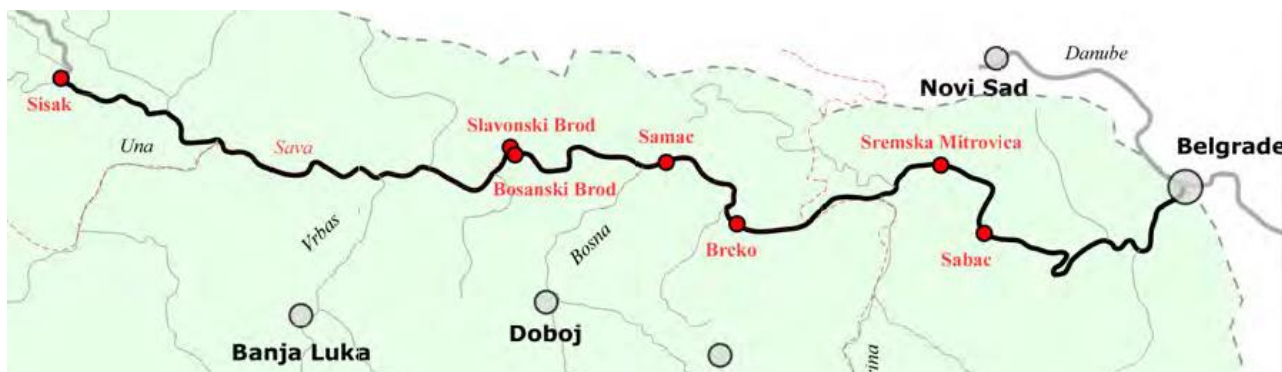 Danube
Novi Sad
Sisak
Slavonski Brod
Samac
Sremska Mitrovica
Belgrade
Una
Sava
Bosanski Brod
Vrbas
Bosna
Brcko
Sabac
Doboj
Banja Luka